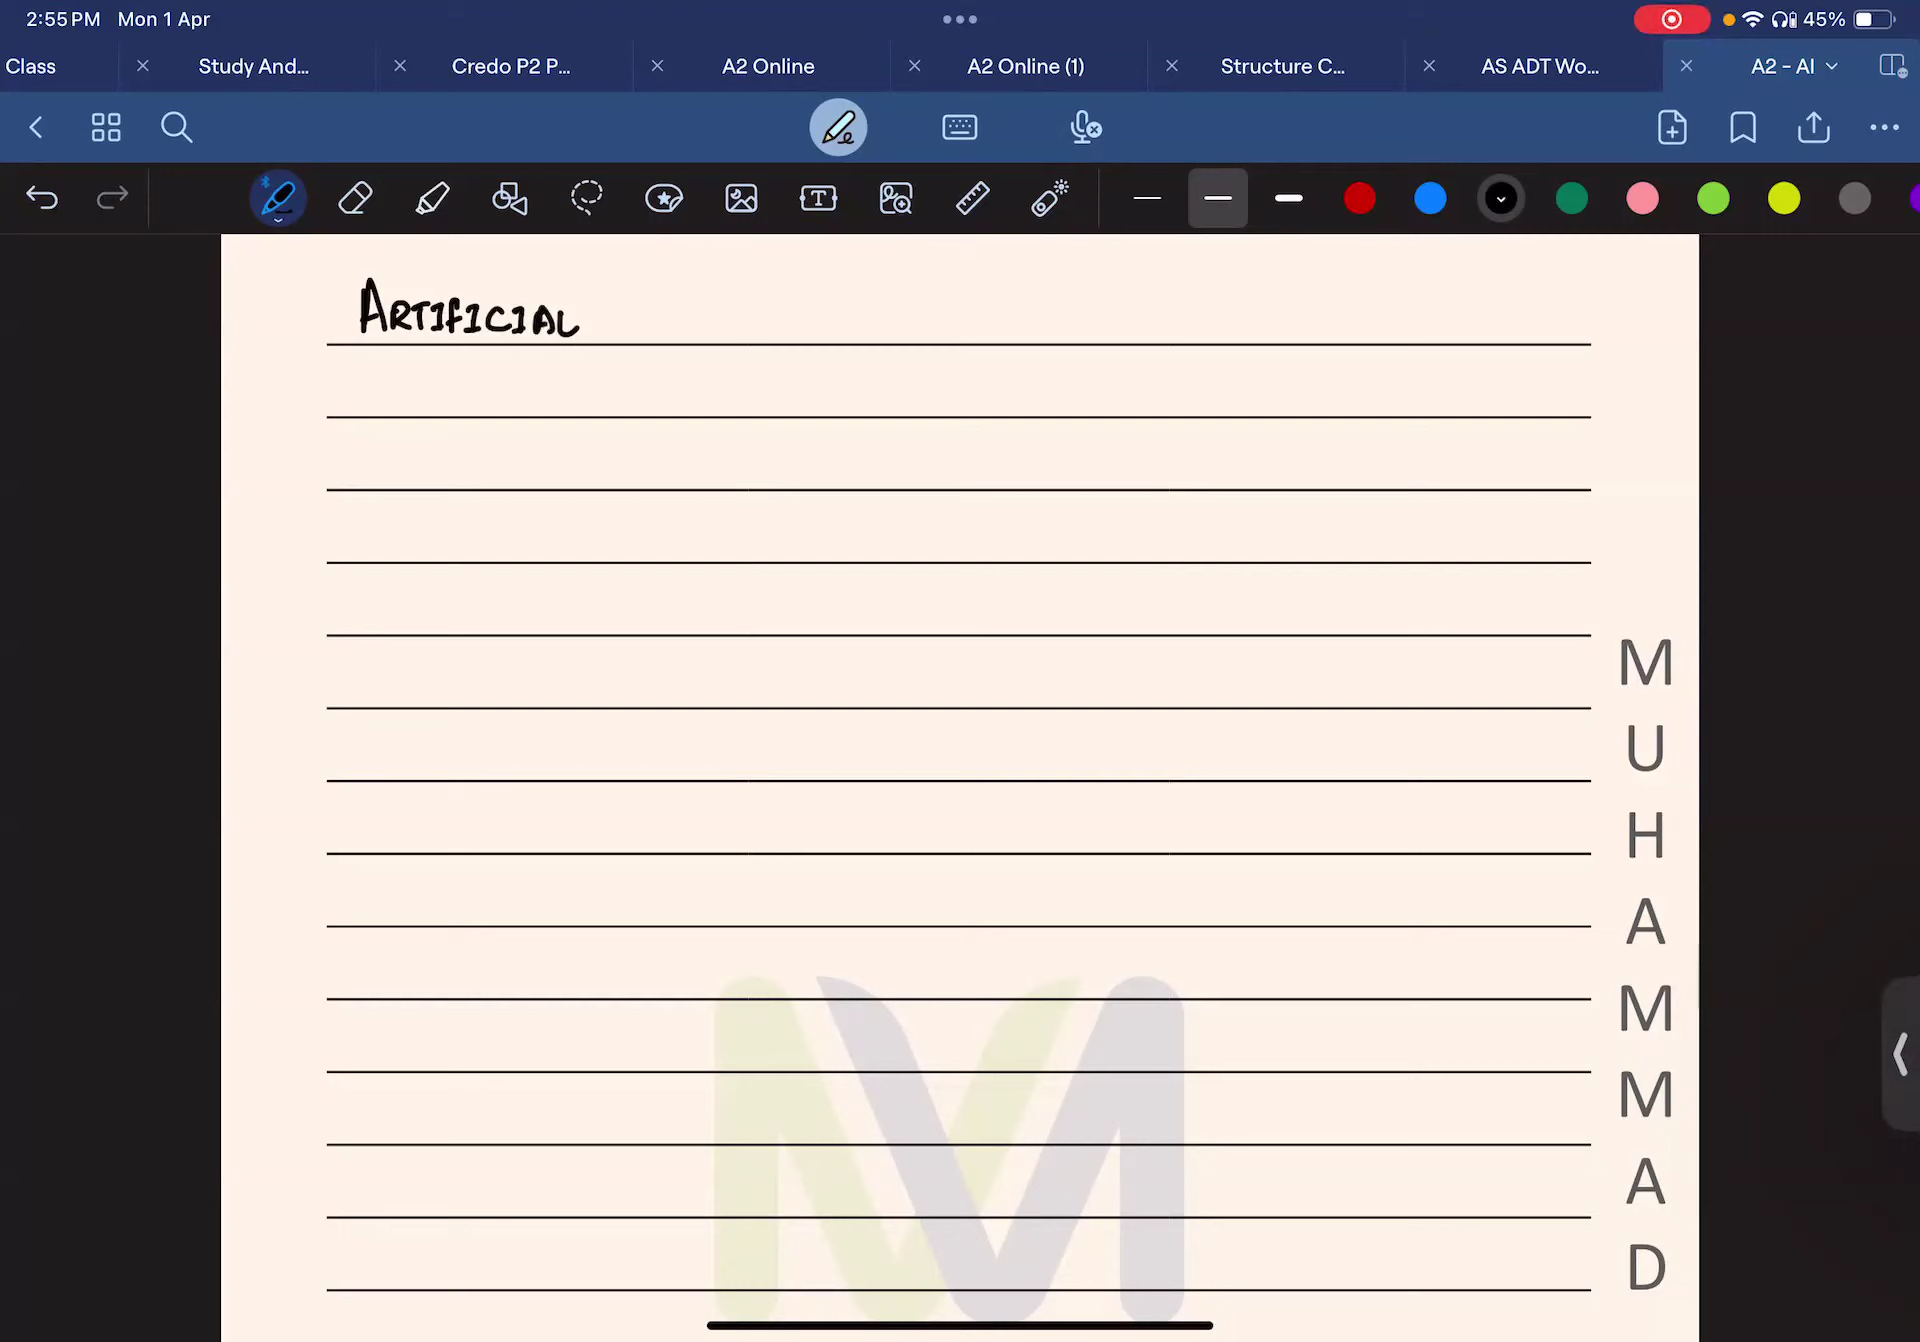 2:55 PM Mon 1 Apr
45%
Class
Study And...
Credo P2 P...
A2 Online
A2 Online (1)
Structure C...
AS ADT Wo...
A2 - AI
ARTIFICIAL
M
U
H
A
M
M
A
D